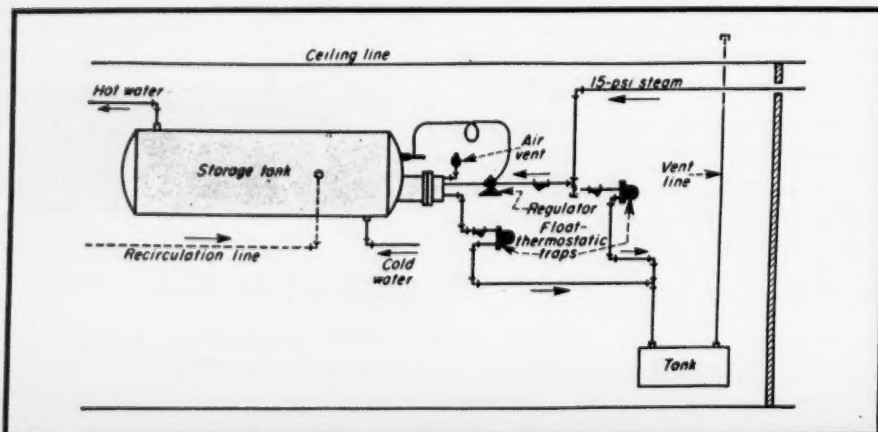 Ceiling line
Hot water
15-psi steam
Air
vent
Storage tank
Vent
line
Regulator
Float-
thermostatic
traps
Recirculation line
Cold
water
Tank